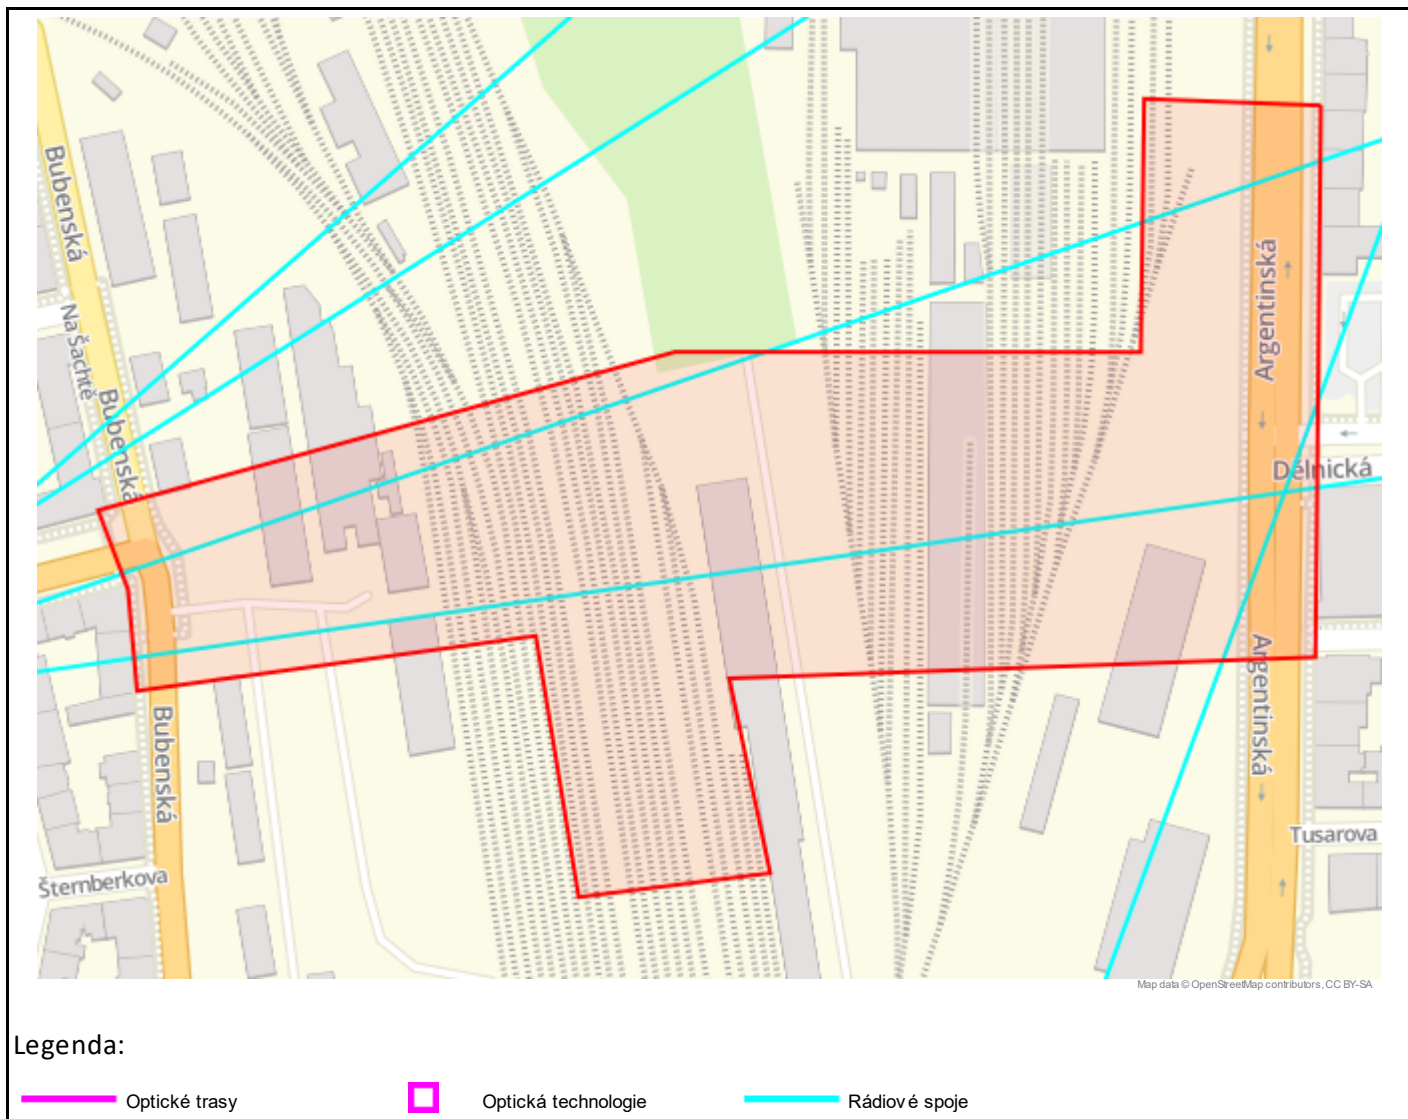 Bubenská
Na Šachtě
Bubenská
Bubenská
Šternberkova
Argentinská
Dělnická
Argentinská
Tusarova
Map data © OpenStreetMap contributors, CC BY-SA
Legenda:
Optické trasy
Optická technologie
Rádiové spoje